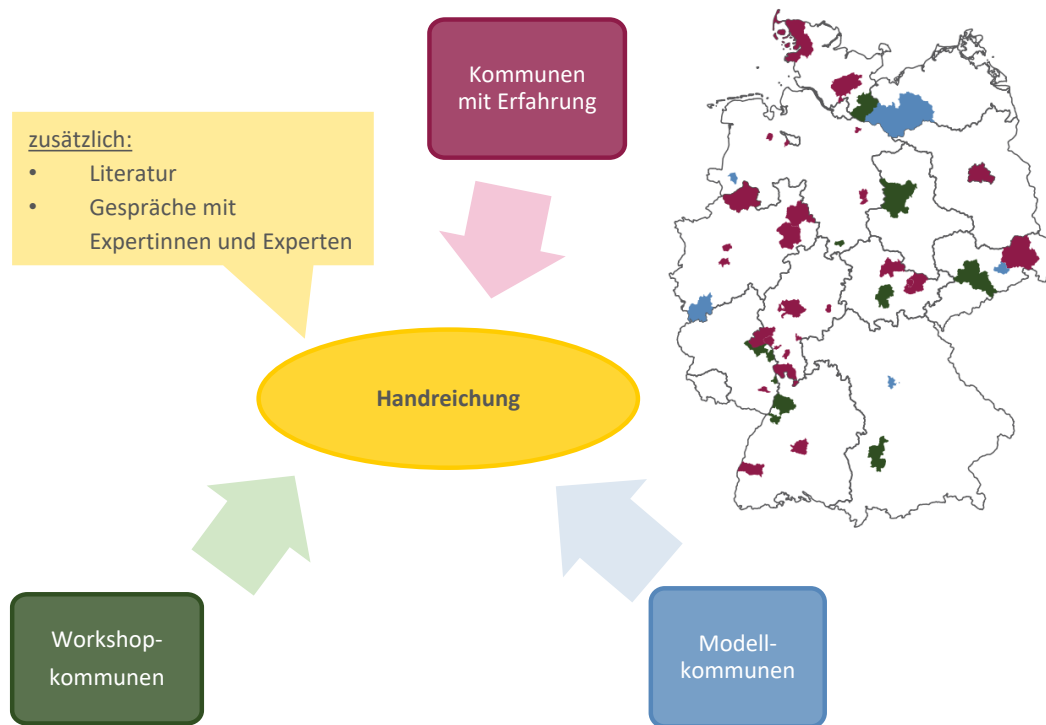 Kommunen
mit Erfahrung
zusätzlich:
• Literatur
• Gespräche mit
Expertinnen und Experten
Handreichung
Workshop-
kommunen
Modell-
kommunen